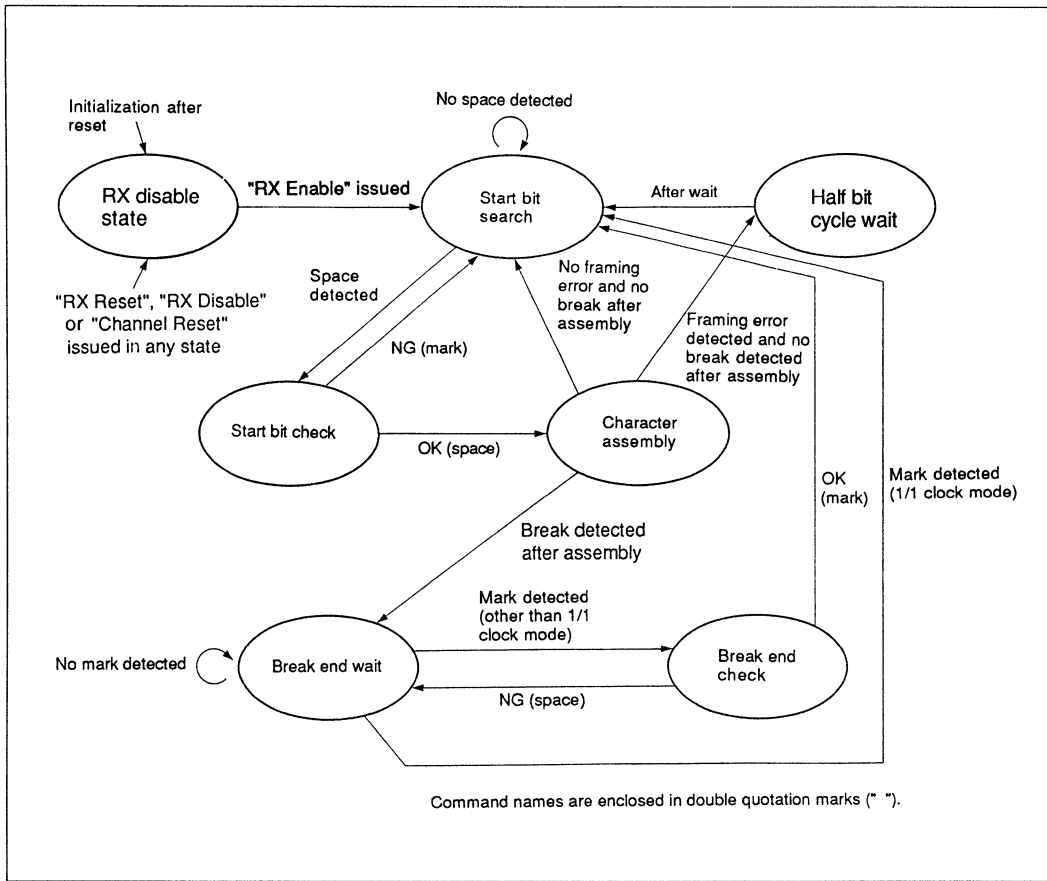 Initialization after
reset
No space detected
RX disable
state
"RX Enable" issued
Start bit
search
After wait
Half bit
cycle wait
"RX Reset", "RX Disable"
or "Channel Reset"
issued in any state
Space
detected
NG (mark)
No framing
error and no
break after
assembly
Framing error
detected and no
break detected
after assembly
Start bit check
OK (space)
Character
assembly
OK
(mark)
Mark detected
(1/1 clock mode)
Break detected
after assembly
Mark detected
(other than 1/1
clock mode)
No mark detected
Break end wait
Break end
check
NG (space)
Command names are enclosed in double quotation marks (" ").